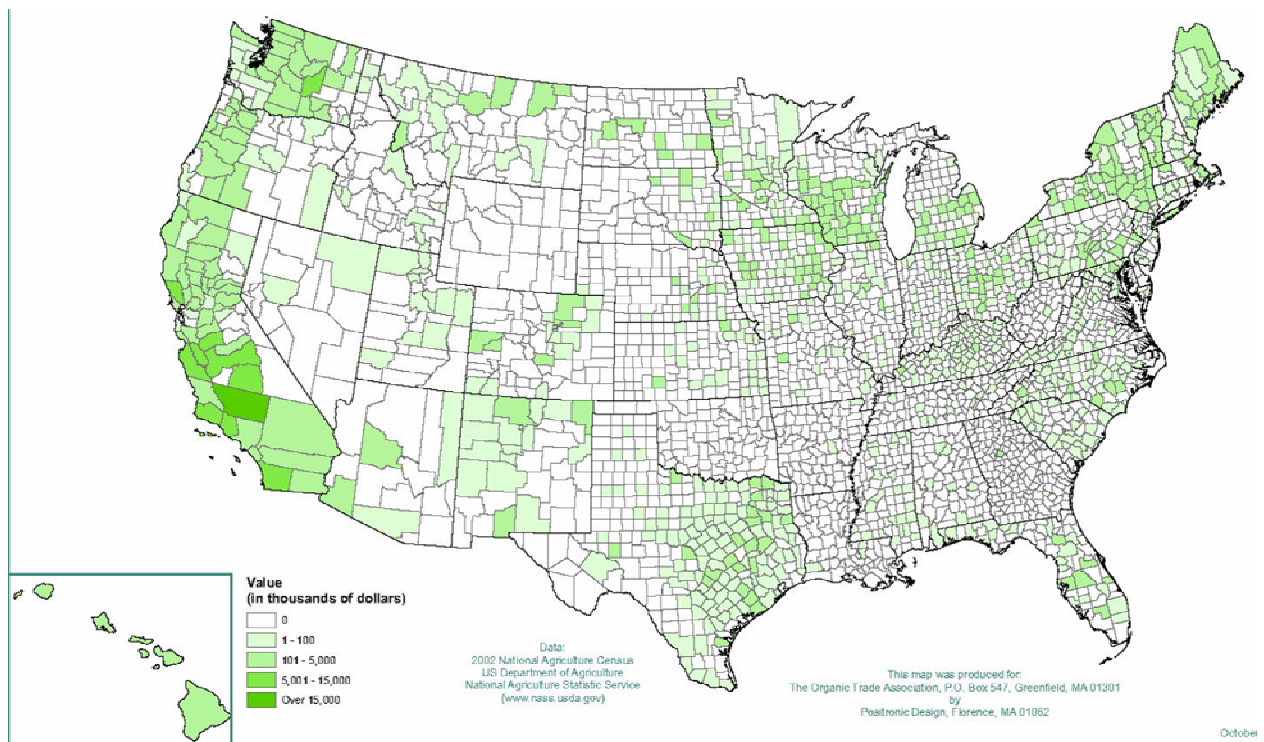 Value
(in thousands of dollars)
0
1 - 100
101 - 5,000
5,001 - 15,000
Over 15,000
Data:
2002 National Agriculture Census
US Department of Agriculture
National Agriculture Statistic Service
(www.nass.usda.gov)
This map was produced for:
The Organic Trade Association, P.O. Box 547, Greenfield, MA 01301
by
Positronic Design, Florence, MA 01062
October